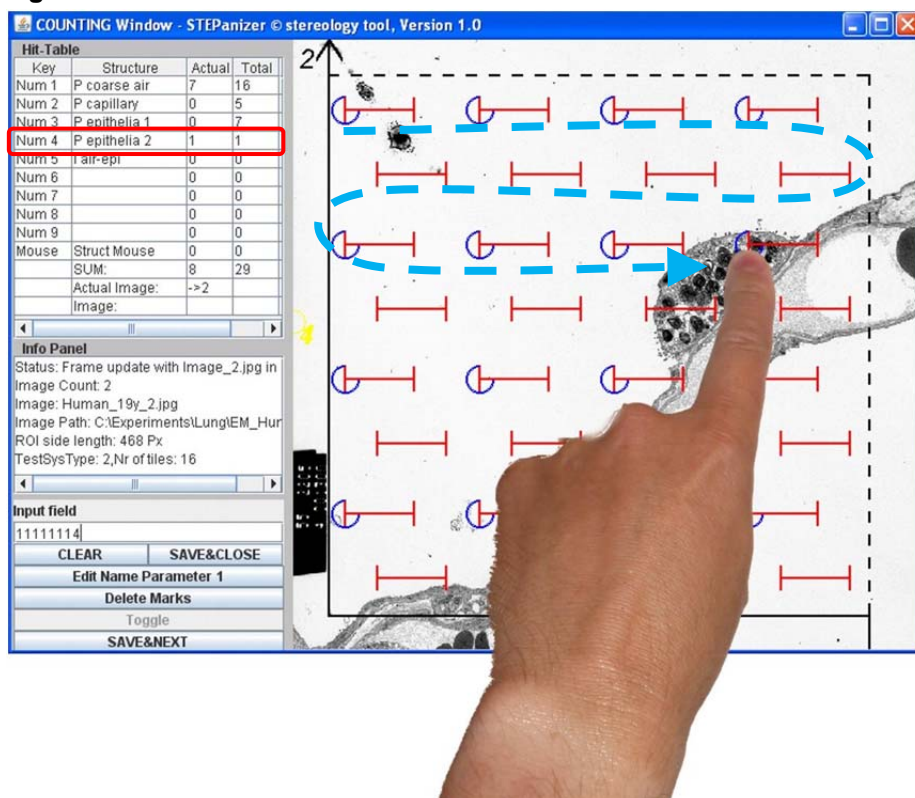 COUNTING Window - STEPanizer © stereology tool, Version 1.0
Hit-Table
Key Structure Actual Total
Num 1 P coarse air 7 16
Num 2 P capillary 0 5
Num 3 P epithelia 1 0 7
Num 4 P epithelia 2 1 1
Num 5 I air-epi 0 0
Num 6 0 0
Num 7 0 0
Num 8 0 0
Num 9 0 0
Mouse Struct Mouse 0 0
SUM: 8 29
Actual Image: ->2
Image:
Info Panel
Status: Frame update with Image_2.jpg in
Image Count: 2
Image: Human_19y_2.jpg
Image Path: C:\Experiments\Lung\EM_Hur
ROI side length: 468 Px
TestSysType: 2,Nr of tiles: 16
Input field
11111114
CLEAR SAVE&CLOSE
Edit Name Parameter 1
Delete Marks
Toggle
SAVE&NEXT
2